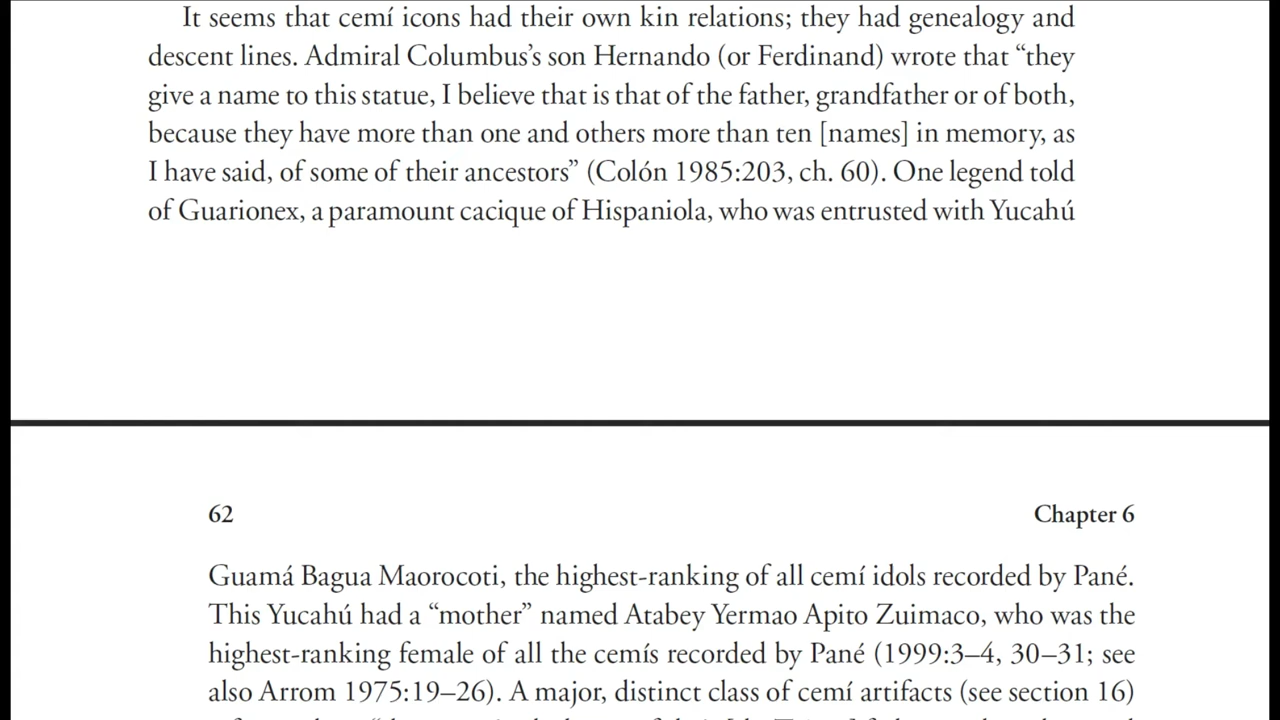 It seems that cemí icons had their own kin relations; they had genealogy and
descent lines. Admiral Columbus’s son Hernando (or Ferdinand) wrote that “they
give a name to this statue, I believe that is that of the father, grandfather or of both,
because they have more than one and others more than ten [names] in memory, as
I have said, of some of their ancestors” (Colón 1985:203, ch. 60). One legend told
of Guarionex, a paramount cacique of Hispaniola, who was entrusted with Yucahú
62 Chapter 6
Guamá Bagua Maorocoti, the highest-ranking of all cemí idols recorded by Pané.
This Yucahú had a “mother” named Atabey Yermao Apito Zuimaco, who was the
highest-ranking female of all the cemís recorded by Pané (1999:3–4, 30–31; see
also Arrom 1975:19–26). A major, distinct class of cemí artifacts (see section 16)